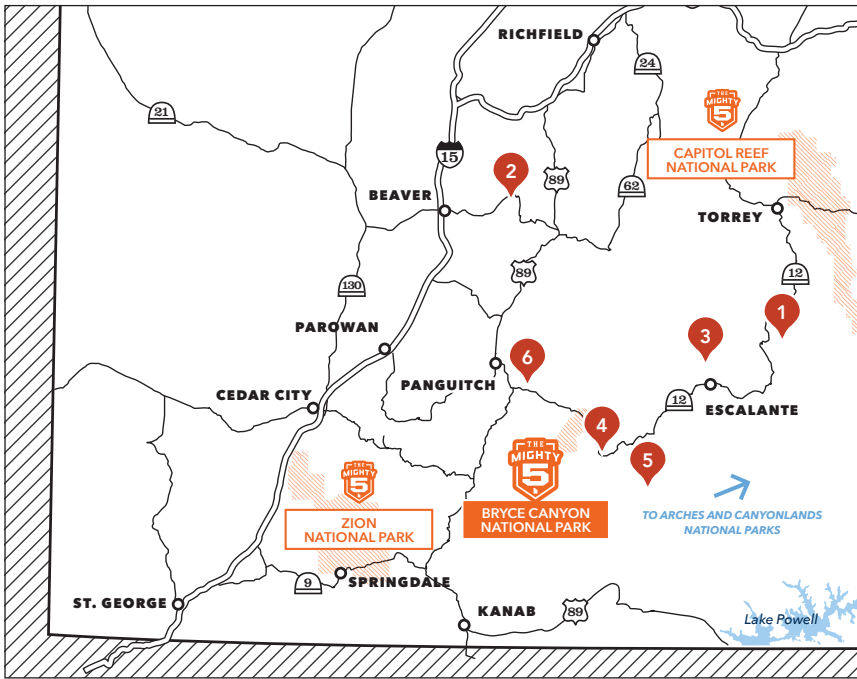 RICHFIELD
24
THE
MIGHTY
5
CAPITOL REEF
NATIONAL PARK
21
15
2
89
62
BEAVER
TORREY
12
89
130
1
PAROWAN
3
6
PANGUITCH
CEDAR CITY
12
ESCALANTE
4
THE
MIGHTY
5
5
THE
MIGHTY
5
BRYCE CANYON
NATIONAL PARK
TO ARCHES AND CANYONLANDS
NATIONAL PARKS
ZION
NATIONAL PARK
9
SPRINGDALE
ST. GEORGE
KANAB
89
Lake Powell